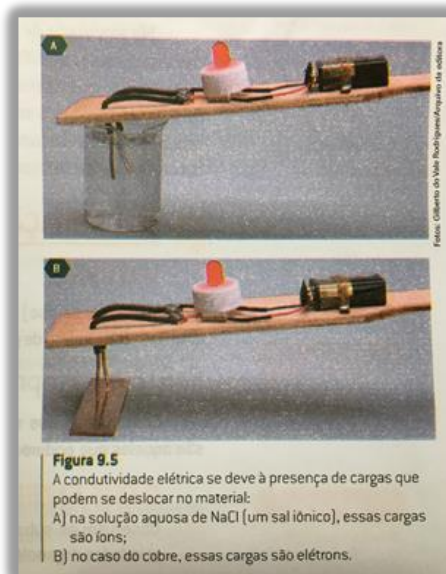 A
Fotos: Gilberto do Vale Rodrigues/Arquivo da editora
B
Figura 9.5
A condutividade elétrica se deve à presença de cargas que
podem se deslocar no material:
A) na solução aquosa de NaCl (um sal iônico), essas cargas
são íons;
B) no caso do cobre, essas cargas são elétrons.